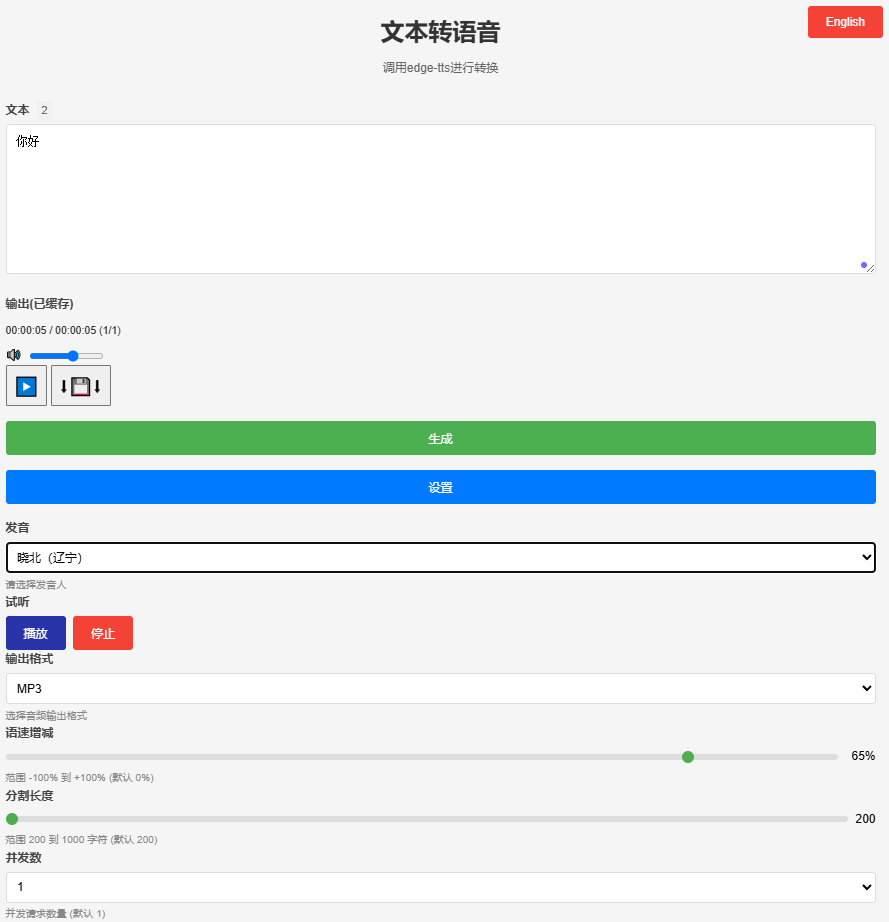 文本转语音
English
调用edge-tts进行转换
文本 2
你好
输出(已缓存)
00:00:05 / 00:00:05 (1/1)
生成
设置
发音
晓北（辽宁）
请选择发音人
试听
播放 停止
输出格式
MP3
选择音频输出格式
语速增减
65%
范围 -100% 到 +100% (默认 0%)
分割长度
200
范围 200 到 1000 字符 (默认 200)
并发数
1
并发请求数量 (默认 1)